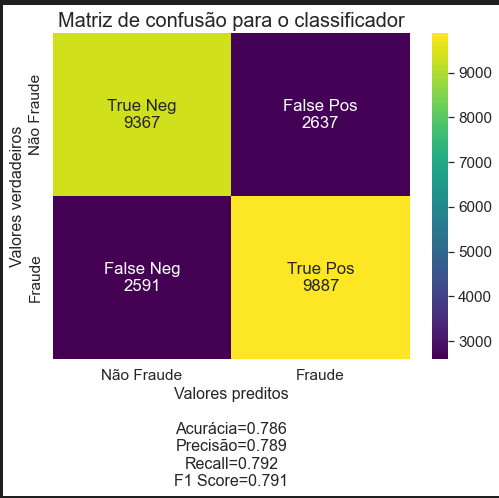 Matriz de confusão para o classificador
Valores verdadeiros
Não Fraude
Fraude
True Neg
9367
False Pos
2637
False Neg
2591
True Pos
9887
Não Fraude
Fraude
Valores preditos
Acurácia=0.786
Precisão=0.789
Recall=0.792
F1 Score=0.791
9000
8000
7000
6000
5000
4000
3000